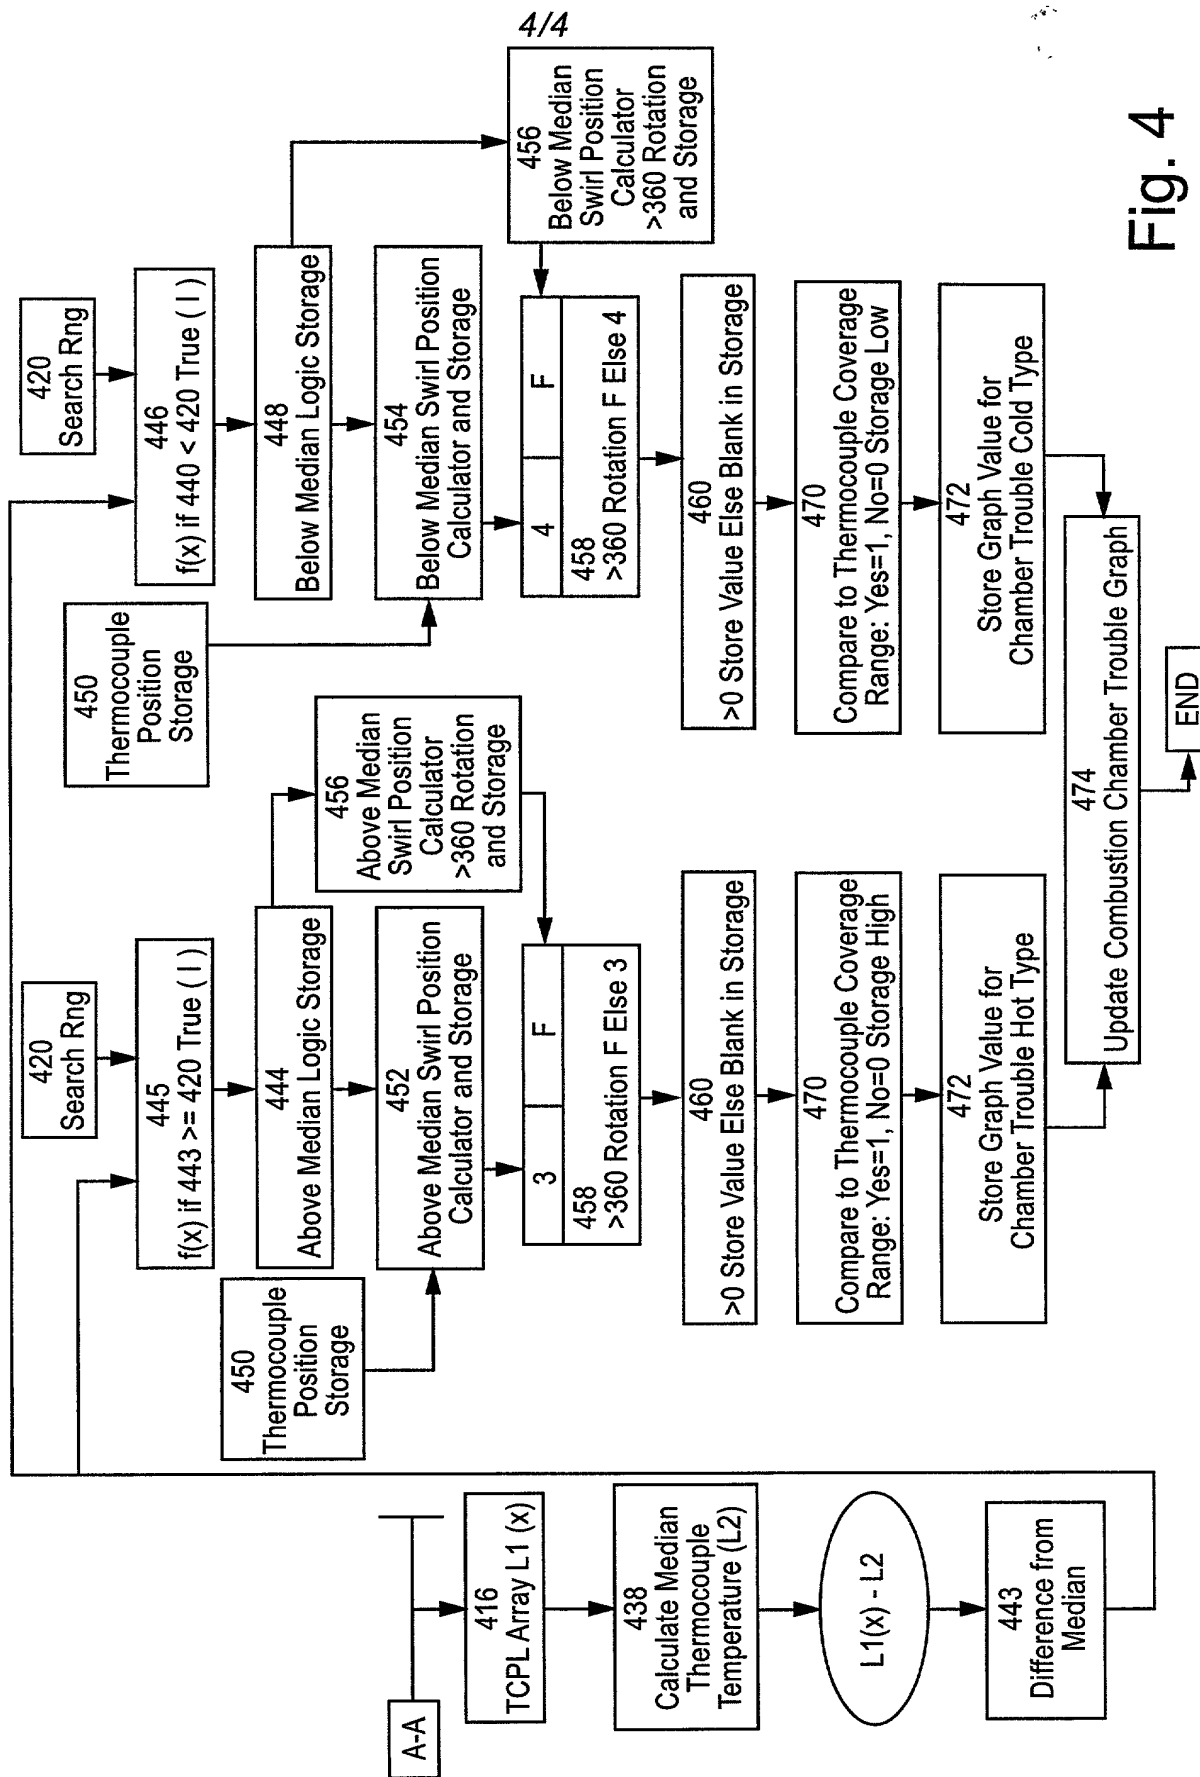 4/4
A-A
416
TCPL Array L1 (x)
438
Calculate Median
Thermocouple
Temperature (L2)
L1(x) - L2
443
Difference from
Median
420
Search Rng
445
f(x) if 443 >= 420 True ( I )
444
Above Median Logic Storage
450
Thermocouple
Position
Storage
452
Above Median Swirl Position
Calculator and Storage
456
Above Median
Swirl Position
Calculator
>360 Rotation
and Storage
3
F
458
>360 Rotation F Else 3
460
>0 Store Value Else Blank in Storage
470
Compare to Thermocouple Coverage
Range: Yes=1, No=0 Storage High
472
Store Graph Value for
Chamber Trouble Hot Type
420
Search Rng
446
f(x) if 440 < 420 True ( I )
448
Below Median Logic Storage
450
Thermocouple
Position
Storage
454
Below Median Swirl Position
Calculator and Storage
456
Below Median
Swirl Position
Calculator
>360 Rotation
and Storage
4
F
458
>360 Rotation F Else 4
460
>0 Store Value Else Blank in Storage
470
Compare to Thermocouple Coverage
Range: Yes=1, No=0 Storage Low
472
Store Graph Value for
Chamber Trouble Cold Type
474
Update Combustion Chamber Trouble Graph
END
Fig. 4